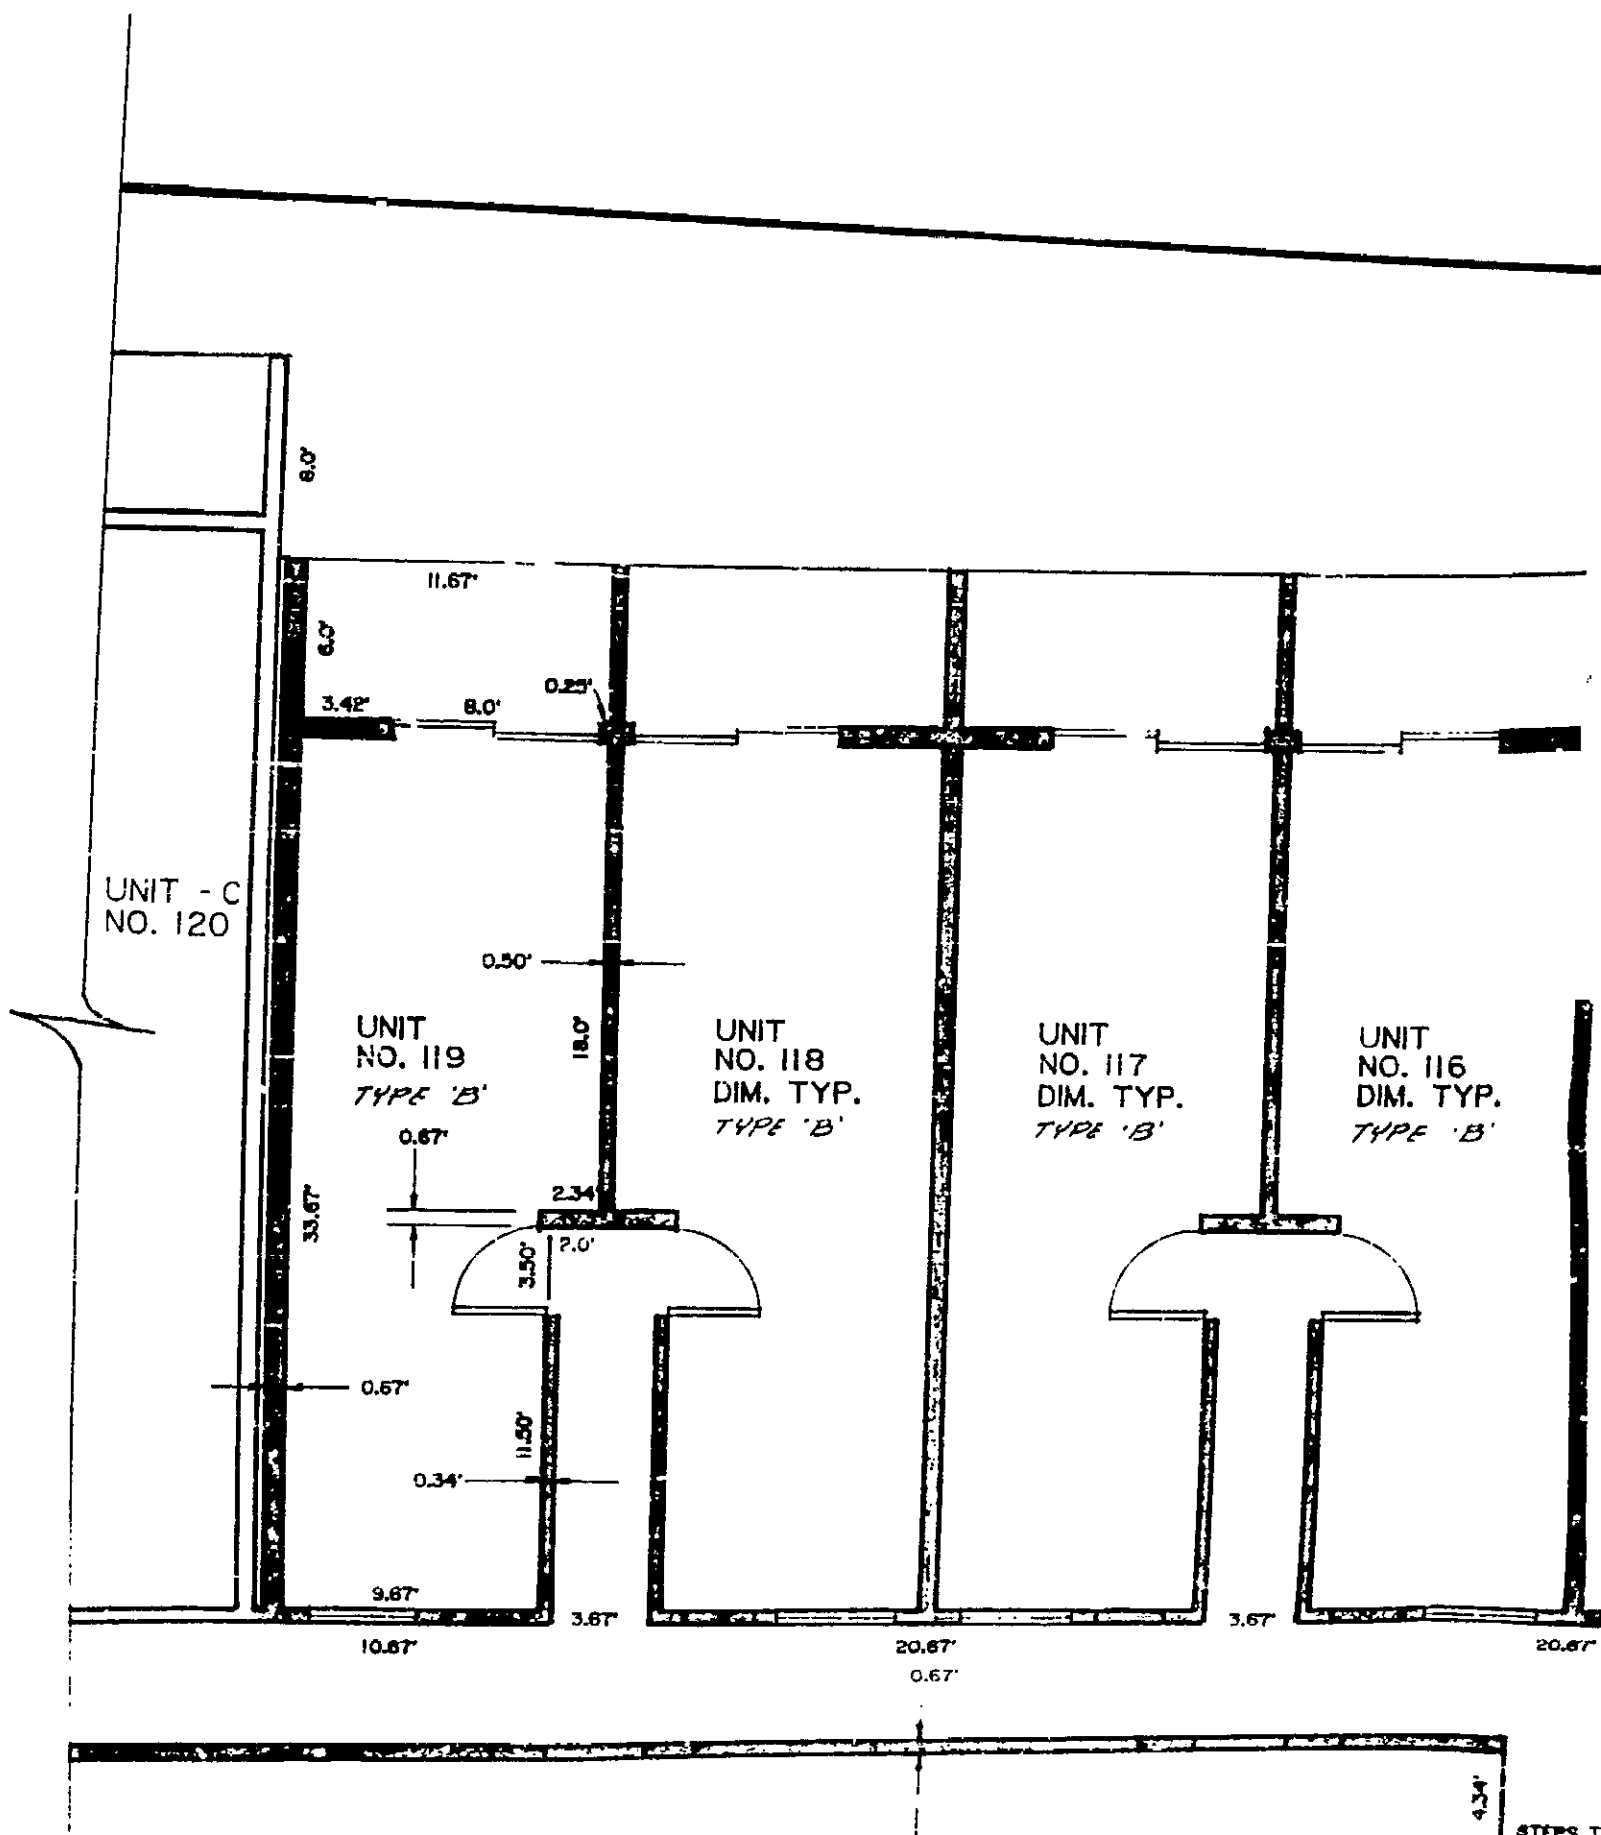 8.0'
11.67'
6.0'
0.25'
3.42'
8.0'
UNIT - C
NO. 120
0.50'
18.0'
UNIT
NO. 119
TYPE 'B'
UNIT
NO. 118
DIM. TYP.
TYPE 'B'
UNIT
NO. 117
DIM. TYP.
TYPE 'B'
UNIT
NO. 116
DIM. TYP.
TYPE 'B'
0.67'
33.67'
2.34'
2.0'
3.50'
0.67'
11.50'
0.34'
9.67'
3.67'
3.67'
10.67'
20.67'
20.67'
0.67'
4.34'
STEPS